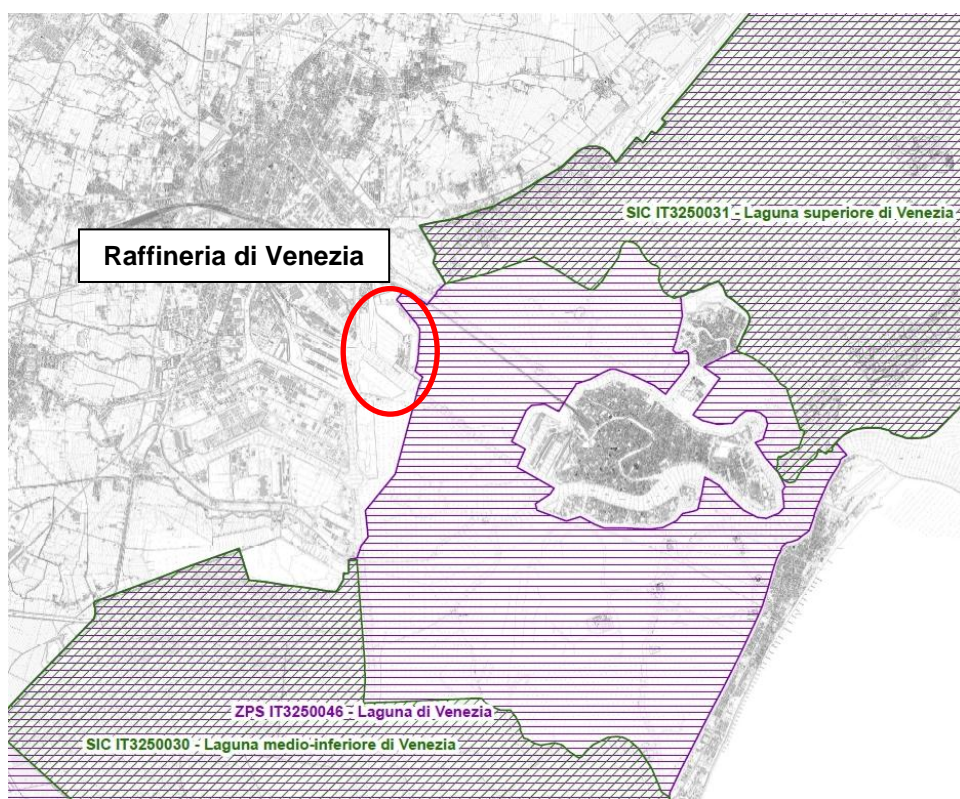 SIC IT3250031 - Laguna superiore di Venezia
Raffineria di Venezia
ZPS IT3250046 - Laguna di Venezia
SIC IT3250030 - Laguna medio-inferiore di Venezia